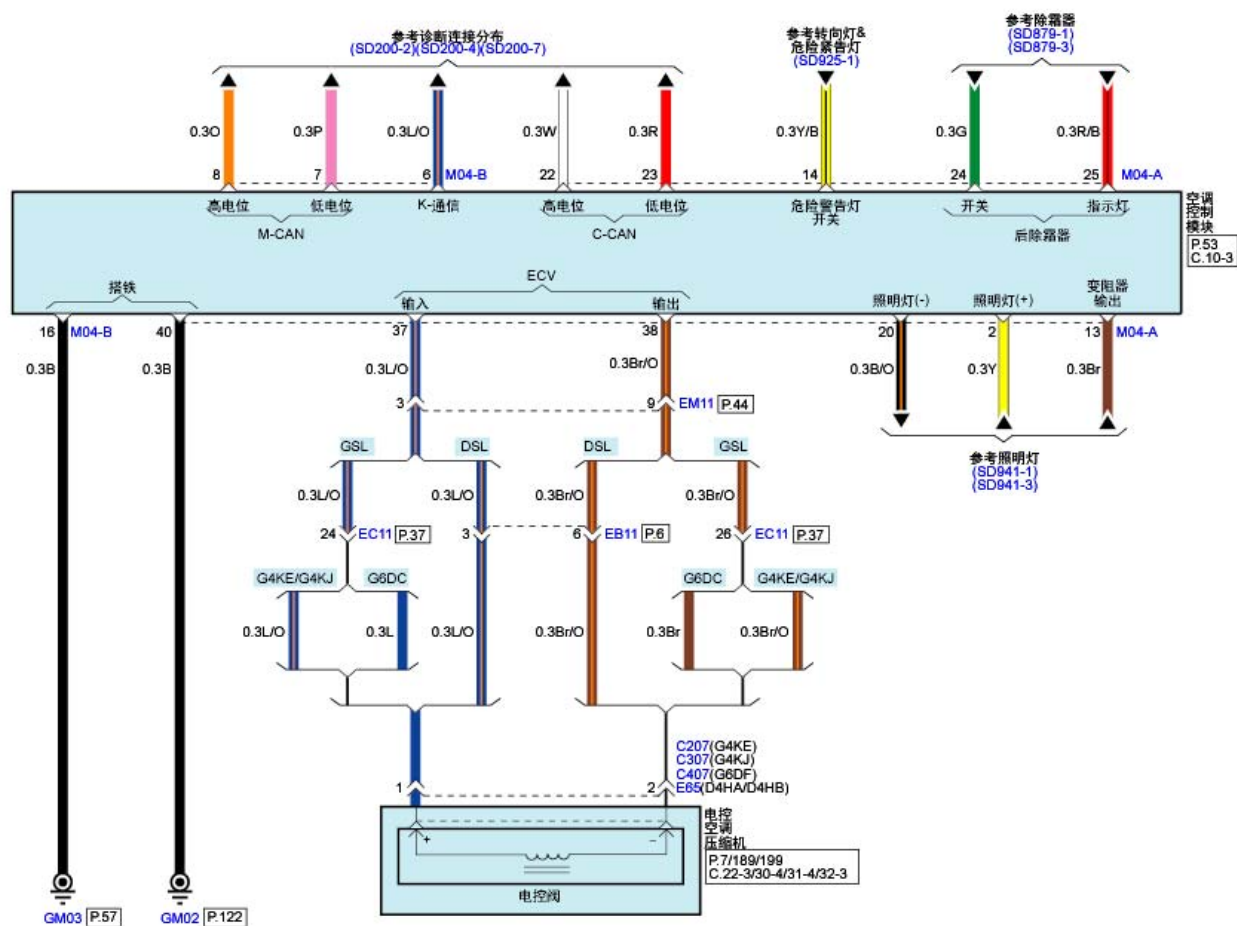 参考诊断连接分布
(SD200-2)(SD200-4)(SD200-7)
参考转向灯&
危险紧告灯
(SD925-1)
参考除霜器
(SD879-1)
(SD879-3)
0.3O
0.3P
0.3L/O
0.3W
0.3R
0.3Y/B
0.3G
0.3R/B
8
7
6
M04-B
22
23
14
24
25
M04-A
高电位
低电位
K-通信
高电位
低电位
危险警告灯
开关
开关
指示灯
M-CAN
C-CAN
后除霜器
空调
控制
模块
P.53
C.10-3
搭铁
ECV
输入
输出
照明灯(-)
照明灯(+)
变阻器
输出
16
M04-B
40
37
38
20
2
13
M04-A
0.3B
0.3B
0.3L/O
0.3Br/O
0.3B/O
0.3Y
0.3Br
3
9
EM11
P.44
GSL
DSL
DSL
GSL
参考照明灯
(SD941-1)
(SD941-3)
0.3L/O
0.3L/O
0.3Br/O
0.3Br/O
24
EC11
P.37
3
6
EB11
P.6
26
EC11
P.37
G4KE/G4KJ
G6DC
G6DC
G4KE/G4KJ
0.3L/O
0.3L
0.3L/O
0.3Br/O
0.3Br
0.3Br/O
C207(G4KE)
C307(G4KJ)
C407(G6DF)
E65(D4HA/D4HB)
1
2
电控
空调
压缩机
P.7/189/199
C.22-3/30-4/31-4/32-3
+
−
电控阀
GM03
P.57
GM02
P.122